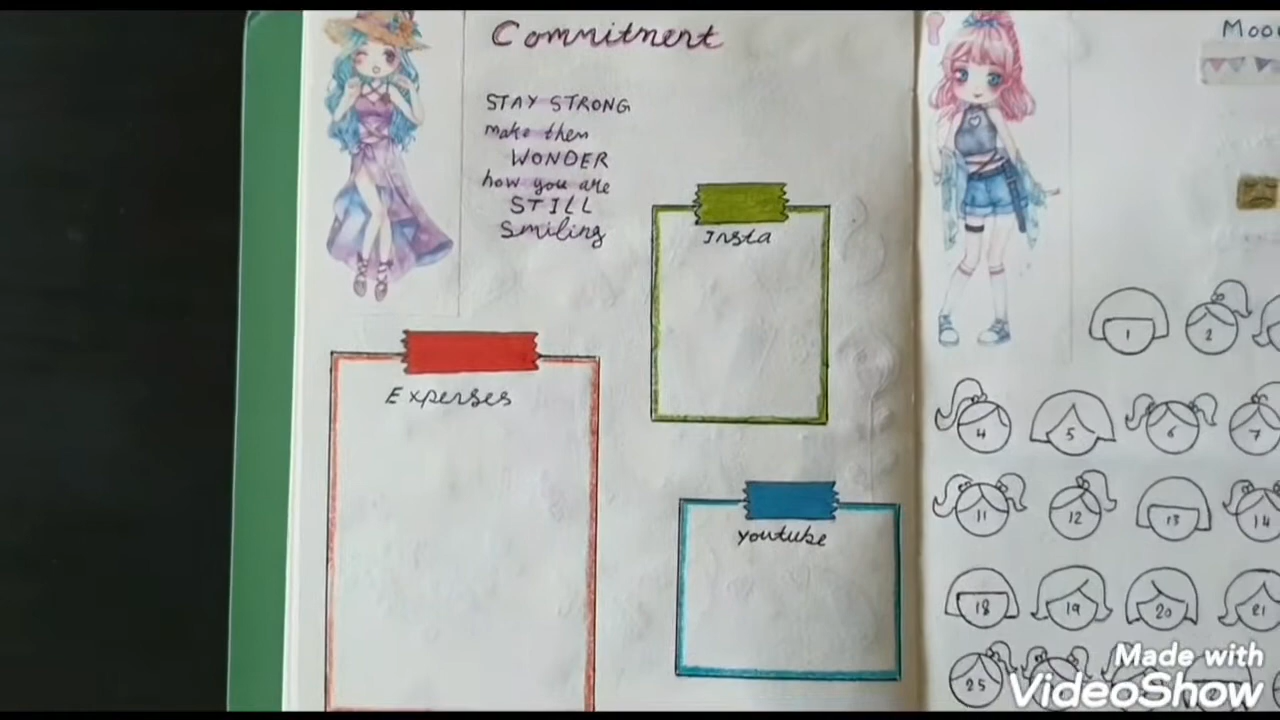 Commitment
STAY STRONG
make them
WONDER
how you are
STILL
Smiling
Insta
Expenses
youtube
1
2
4
5
6
7
11
12
13
14
18
19
20
21
25
Made with
VideoShow